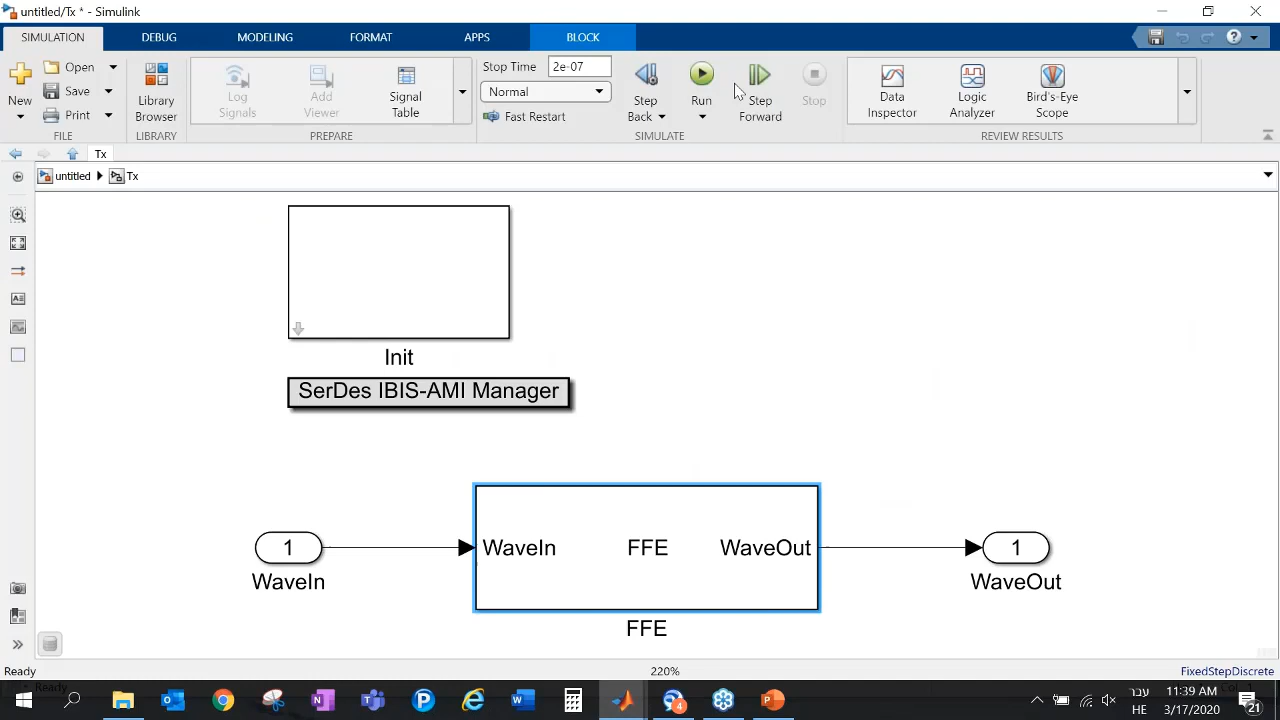 untitled/Tx * - Simulink
SIMULATION DEBUG MODELING FORMAT APPS BLOCK
New
Open
Save
Print
FILE
Library Browser
LIBRARY
Log Signals
Add Viewer
Signal Table
PREPARE
Stop Time 2e-07
Normal
Fast Restart
Step Back
Run
Step Forward
Stop
SIMULATE
Data Inspector
Logic Analyzer
Bird's-Eye Scope
REVIEW RESULTS
Tx
untitled Tx
Init
SerDes IBIS-AMI Manager
1
WaveIn
WaveIn FFE WaveOut
FFE
1
WaveOut
Ready 220% FixedStepDiscrete
Ready
4
עבר
HE
11:39 AM
3/17/2020
21